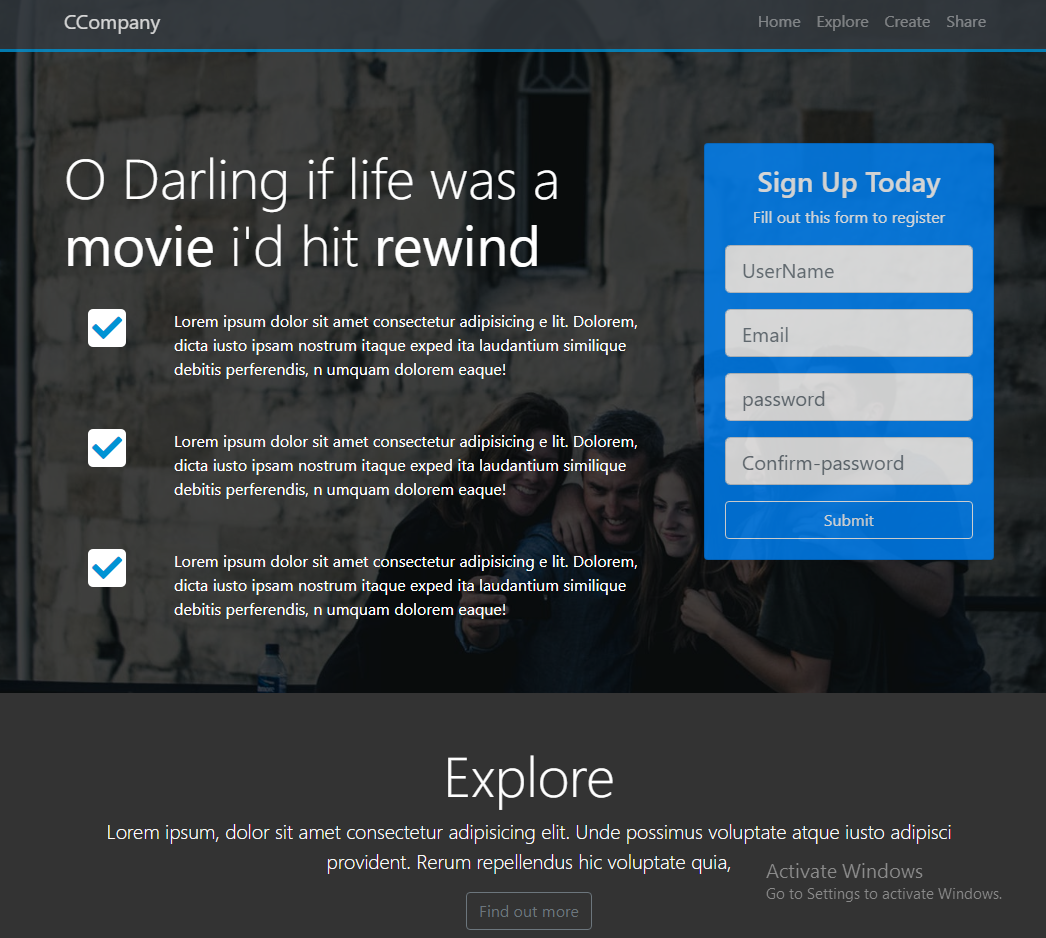 CCompany
Home Explore Create Share
O Darling if life was a
movie i'd hit rewind
Lorem ipsum dolor sit amet consectetur adipisicing e lit. Dolorem,
dicta iusto ipsam nostrum itaque exped ita laudantium similique
debitis perferendis, n umquam dolorem eaque!
Lorem ipsum dolor sit amet consectetur adipisicing e lit. Dolorem,
dicta iusto ipsam nostrum itaque exped ita laudantium similique
debitis perferendis, n umquam dolorem eaque!
Lorem ipsum dolor sit amet consectetur adipisicing e lit. Dolorem,
dicta iusto ipsam nostrum itaque exped ita laudantium similique
debitis perferendis, n umquam dolorem eaque!
Sign Up Today
Fill out this form to register
UserName
Email
password
Confirm-password
Submit
Explore
Lorem ipsum, dolor sit amet consectetur adipisicing elit. Unde possimus voluptate atque iusto adipisci
provident. Rerum repellendus hic voluptate quia,
Find out more
Activate Windows
Go to Settings to activate Windows.